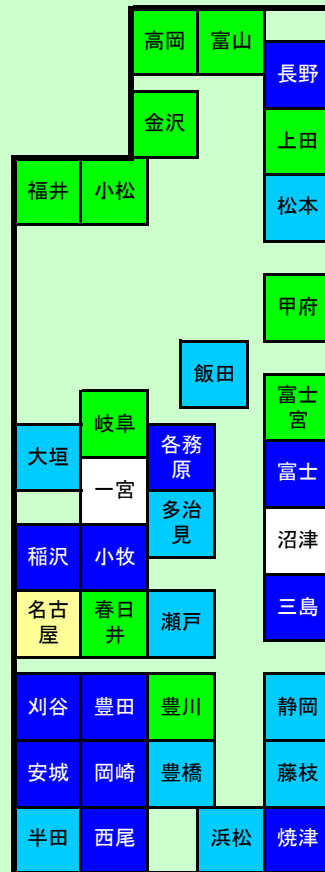 高岡
富山
長野
金沢
上田
福井
小松
松本
甲府
飯田
富士
宮
岐阜
大垣
各務
原
富士
一宮
多治
見
沼津
稲沢
小牧
三島
名古
屋
春日
井
瀬戸
刈谷
豊田
豊川
静岡
安城
岡崎
豊橋
藤枝
半田
西尾
浜松
焼津